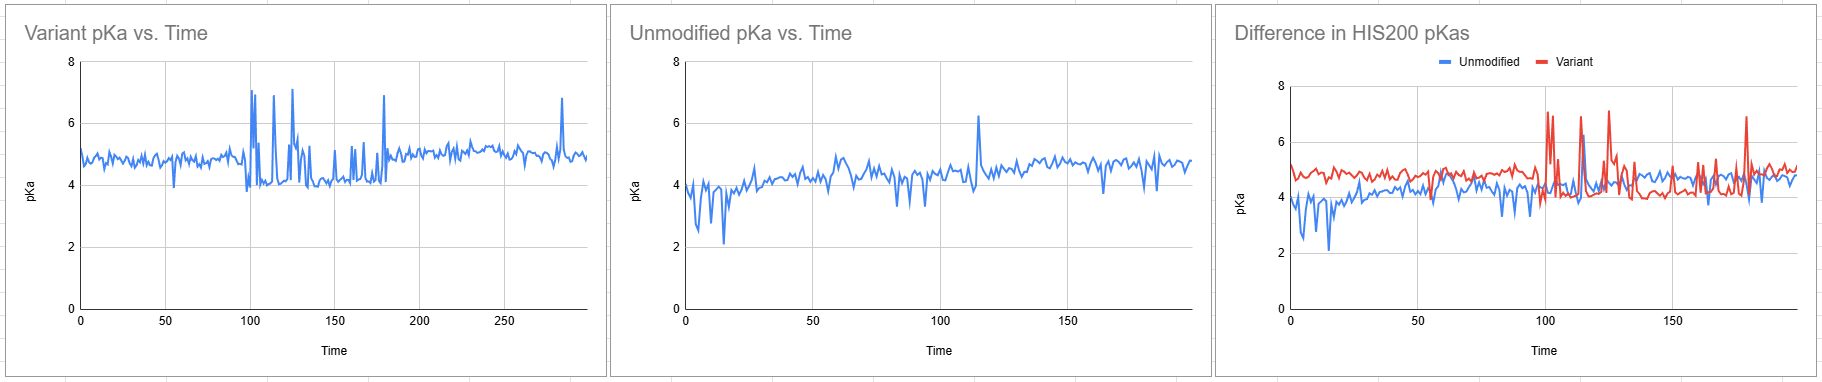 Variant pKa vs. Time
8
6
4
2
0
pKa
0 50 100 150 200 250
Time
Unmodified pKa vs. Time
8
6
4
2
0
pKa
0 50 100 150
Time
Difference in HIS200 pKas
Unmodified Variant
8
6
4
2
0
pKa
0 50 100 150
Time